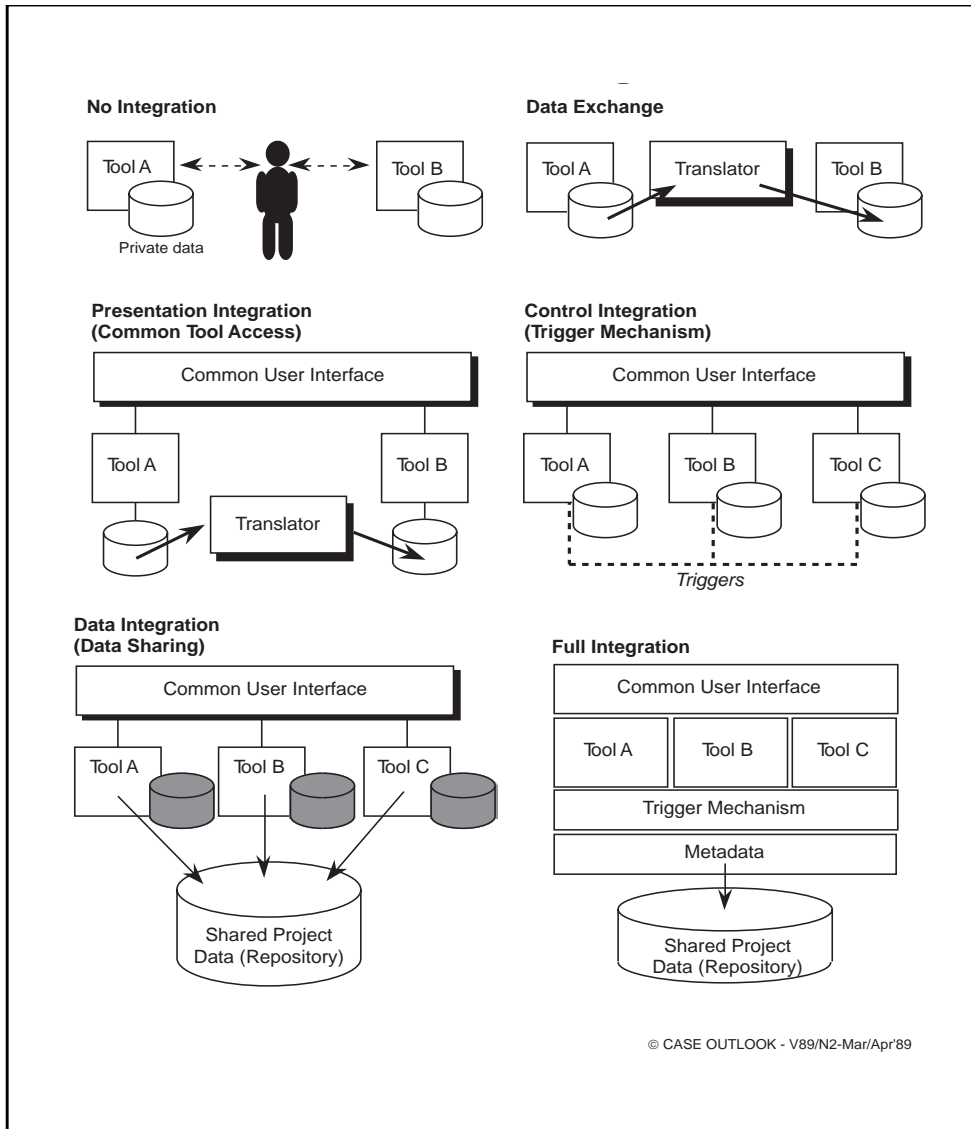 No Integration
Tool A
Tool B
Private data
Data Exchange
Tool A
Translator
Tool B
Presentation Integration
(Common Tool Access)
Common User Interface
Tool A
Tool B
Translator
Control Integration
(Trigger Mechanism)
Common User Interface
Tool A
Tool B
Tool C
Triggers
Data Integration
(Data Sharing)
Common User Interface
Tool A
Tool B
Tool C
Shared Project
Data (Repository)
Full Integration
Common User Interface
Tool A
Tool B
Tool C
Trigger Mechanism
Metadata
Shared Project
Data (Repository)
© CASE OUTLOOK - V89/N2-Mar/Apr'89